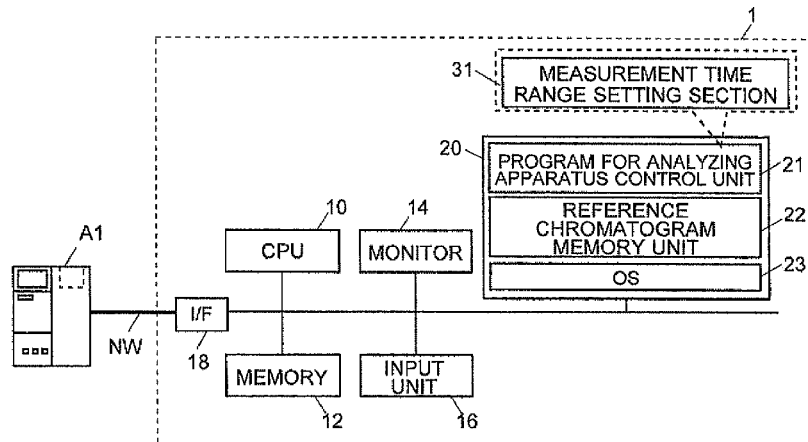 1
31
MEASUREMENT TIME
RANGE SETTING SECTION
20
PROGRAM FOR ANALYZING
APPARATUS CONTROL UNIT
21
REFERENCE
CHROMATOGRAM
MEMORY UNIT
22
OS
23
10
CPU
14
MONITOR
A1
NW
I/F
18
MEMORY
12
INPUT
UNIT
16